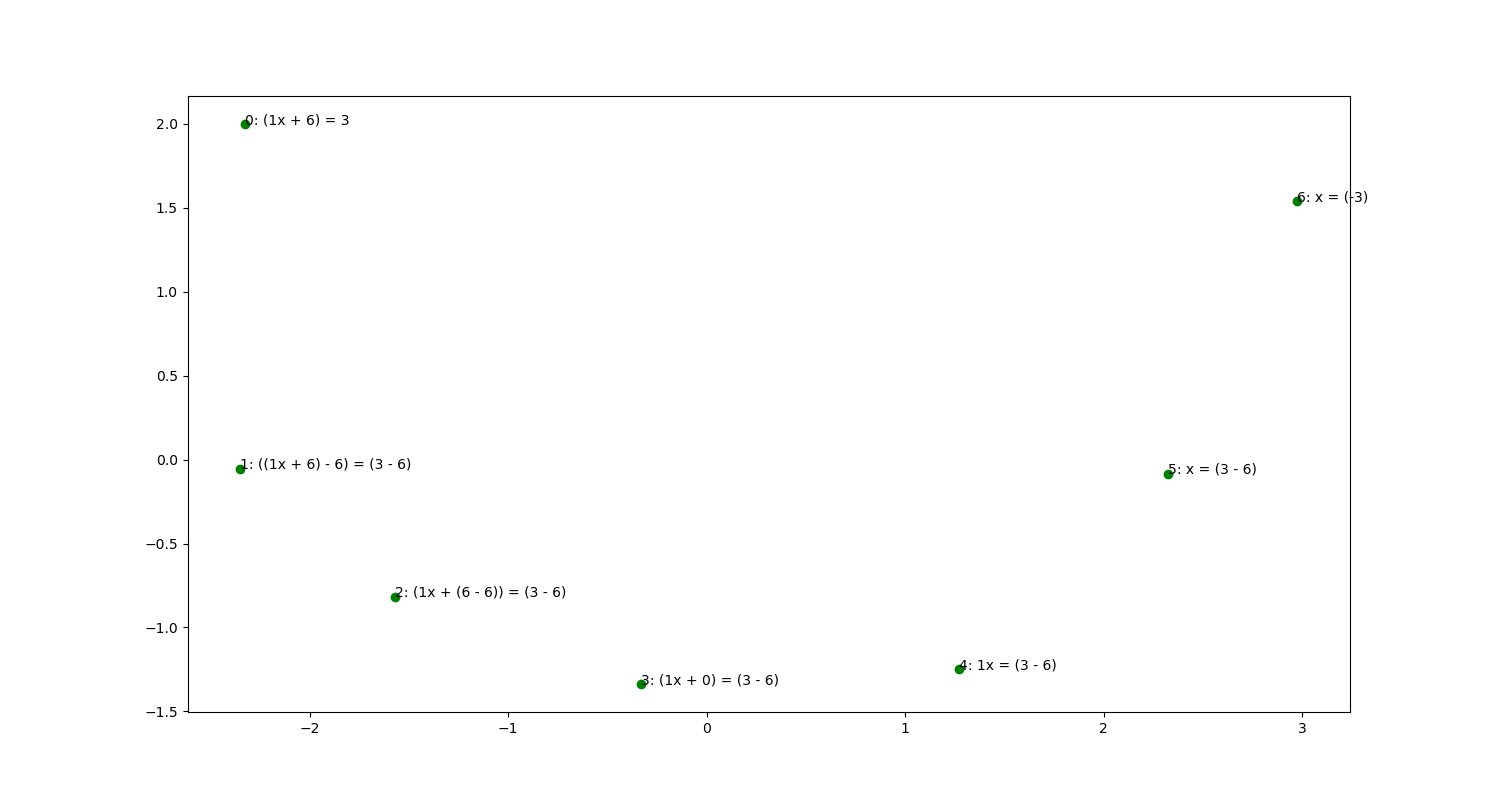 2.0
0: (1x + 6) = 3
6: x = (-3)
1.5
1.0
0.5
0.0
1: ((1x + 6) - 6) = (3 - 6)
5: x = (3 - 6)
−0.5
2: (1x + (6 - 6)) = (3 - 6)
−1.0
4: 1x = (3 - 6)
3: (1x + 0) = (3 - 6)
−1.5
−2 −1 0 1 2 3